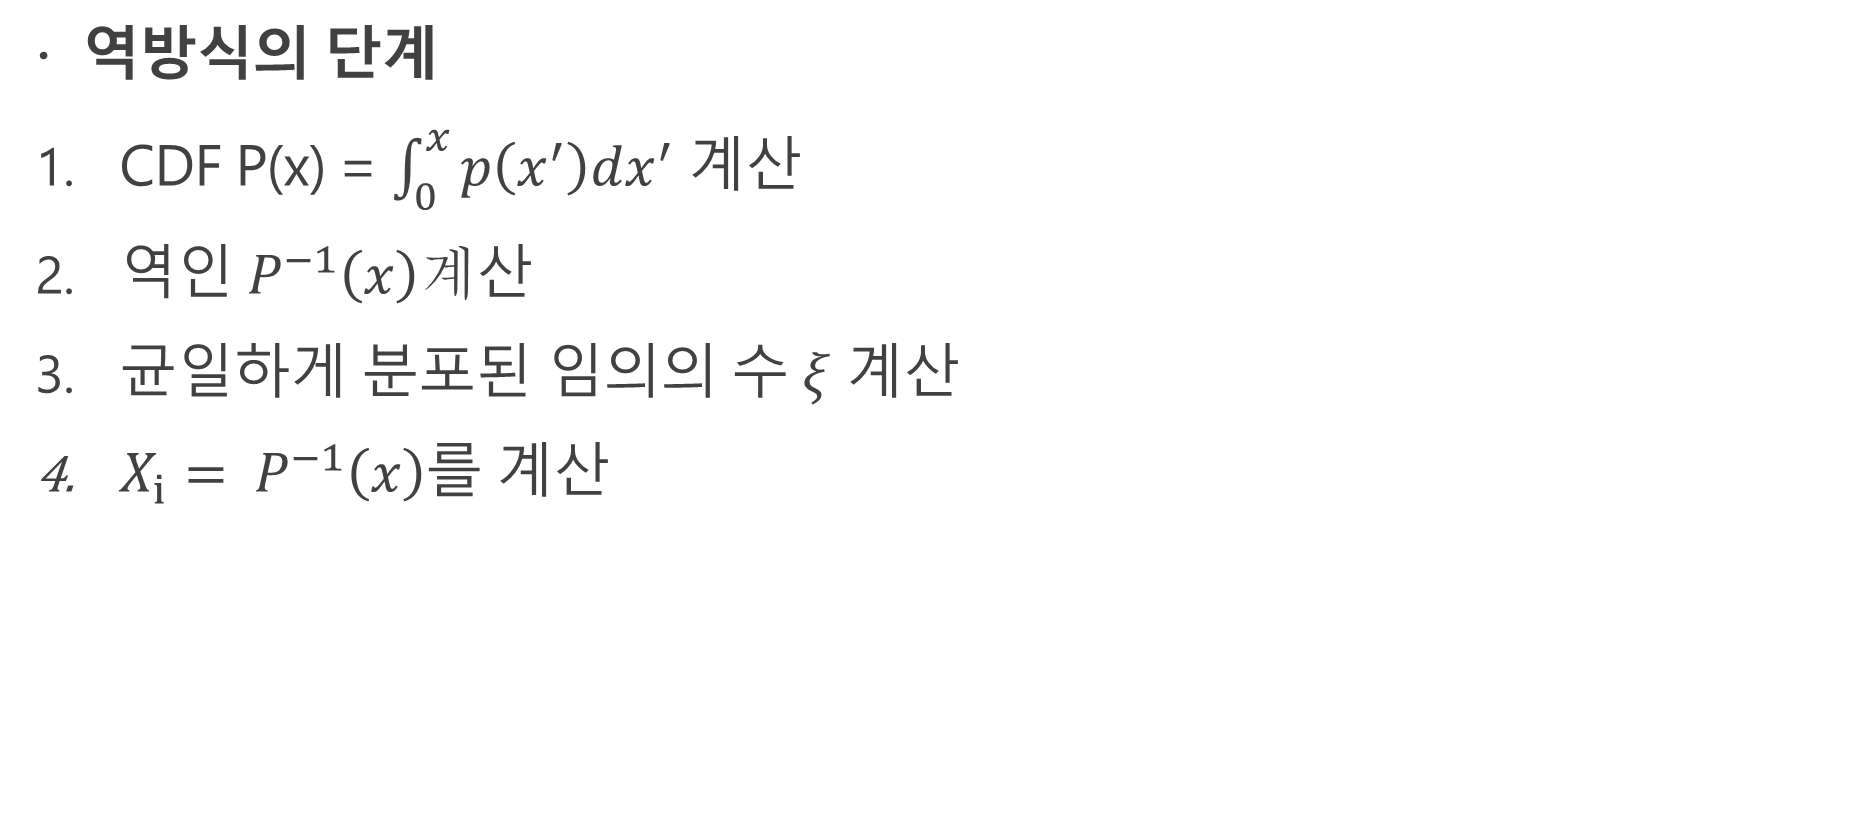 · 역방식의 단계
1. CDF P(x) = ∫₀ˣ p(x′)dx′ 계산
2. 역인 P⁻¹(x)계산
3. 균일하게 분포된 임의의 수 ξ 계산
4. Xᵢ = P⁻¹(x)를 계산